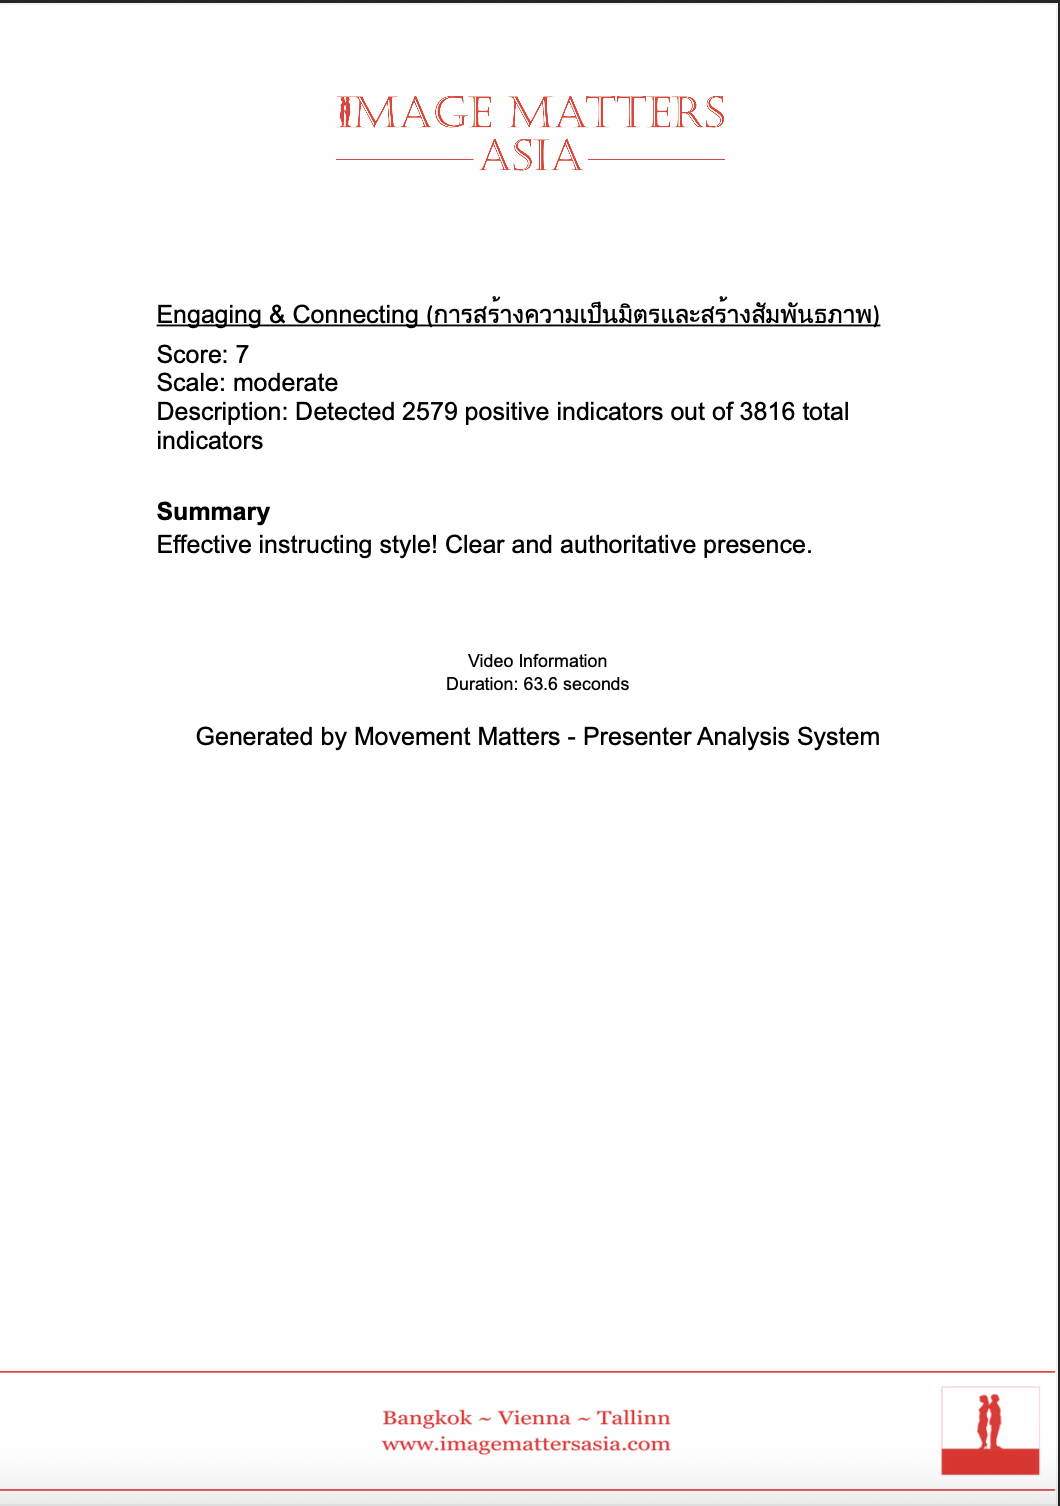 IMAGE MATTERS
ASIA
Engaging & Connecting (การสร้างความเป็นมิตรและสร้างสัมพันธภาพ)
Score: 7
Scale: moderate
Description: Detected 2579 positive indicators out of 3816 total
indicators
Summary
Effective instructing style! Clear and authoritative presence.
Video Information
Duration: 63.6 seconds
Generated by Movement Matters - Presenter Analysis System
Bangkok ~ Vienna ~ Tallinn
www.imagemattersasia.com